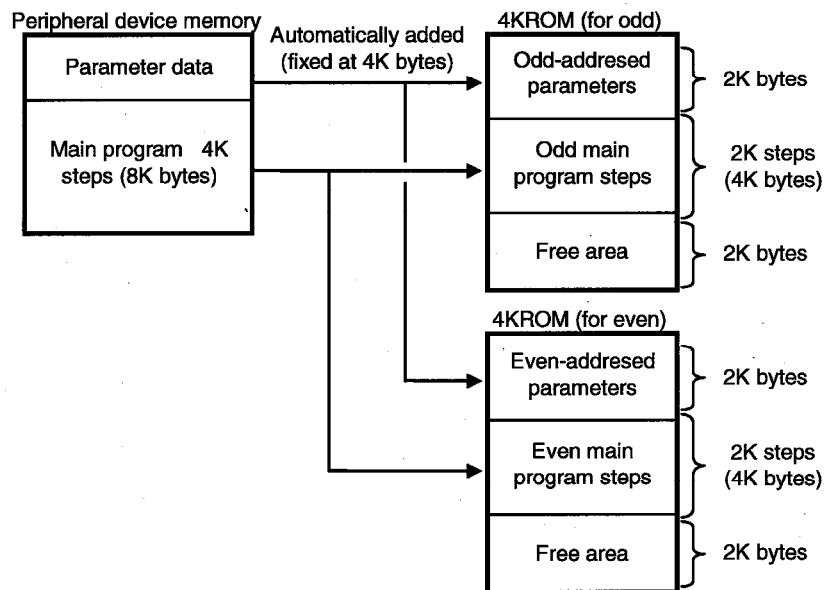 Peripheral device memory
Parameter data
Main program 4K
steps (8K bytes)
Automatically added
(fixed at 4K bytes)
4KROM (for odd)
Odd-addresed
parameters
2K bytes
Odd main
program steps
2K steps
(4K bytes)
Free area
2K bytes
4KROM (for even)
Even-addresed
parameters
2K bytes
Even main
program steps
2K steps
(4K bytes)
Free area
2K bytes